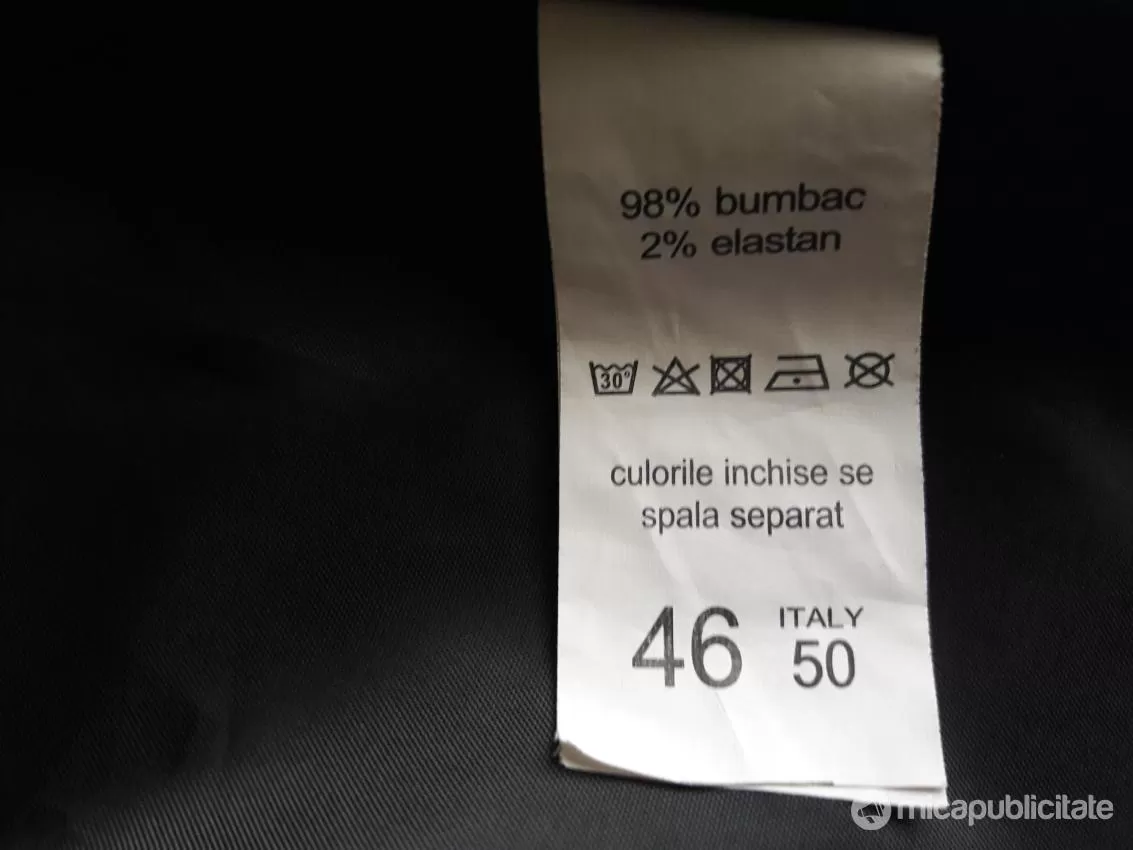 98% bumbac
2% elastan
30°
culorile inchise se
spala separat
46 ITALY 50
micapublicitate